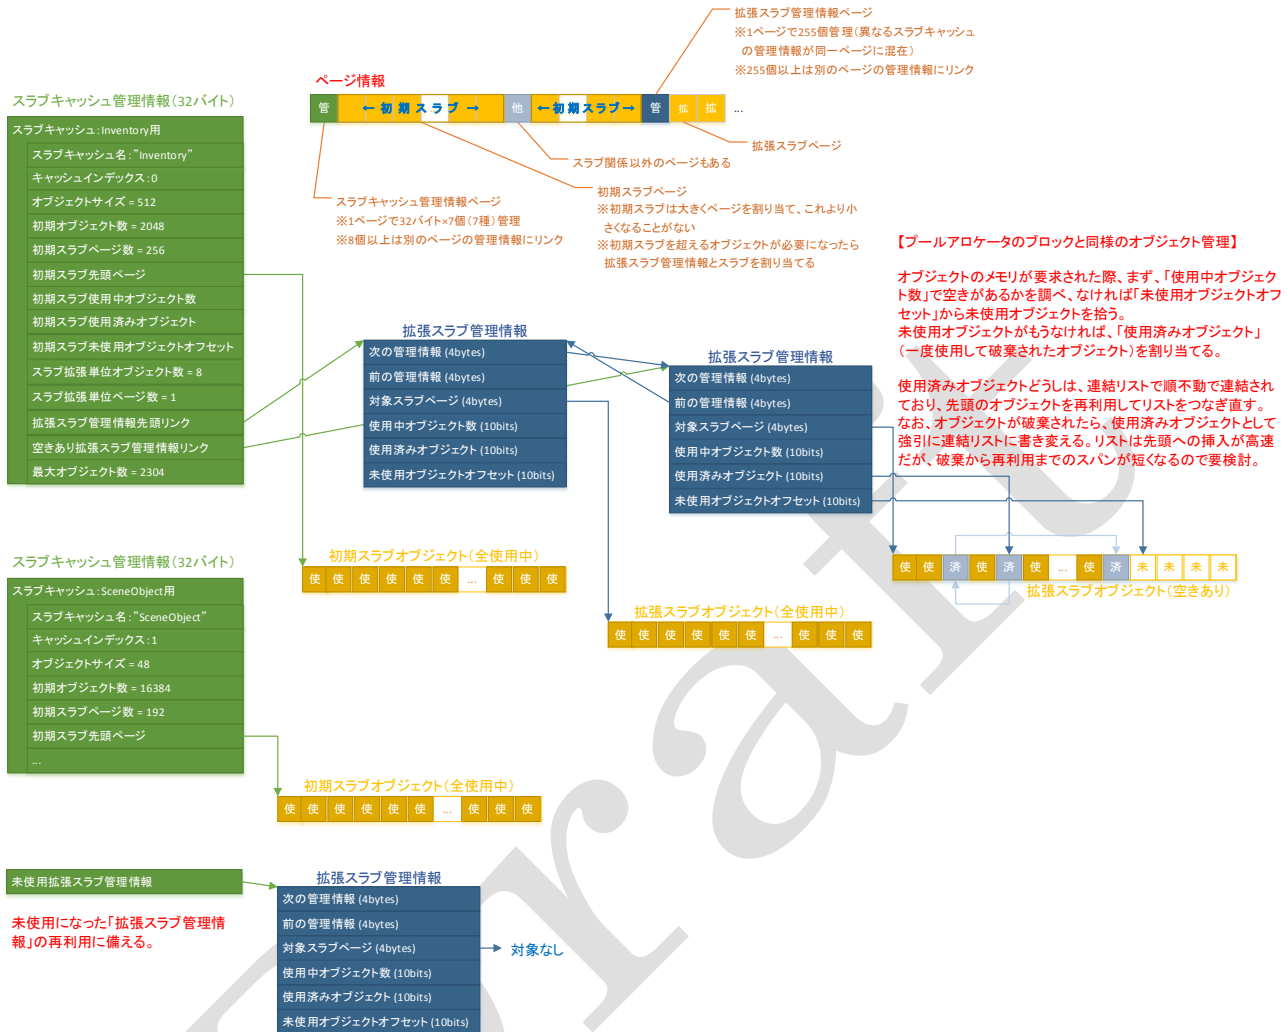 拡張スラブ管理情報ページ
※1ページで255個管理(異なるスラブキャッシュ
の管理情報が同一ページに混在)
※255個以上は別のページの管理情報にリンク
ページ情報
管 ←初期スラブ → 他 ←初期スラブ→ 管 拡 拡 ...
拡張スラブページ
スラブ関係以外のページもある
スラブキャッシュ管理情報ページ
※1ページで32バイト×7個(7種)管理
※8個以上は別のページの管理情報にリンク
初期スラブページ
※初期スラブは大きくページを割り当て、これより小
さくなることがない
※初期スラブを超えるオブジェクトが必要になったら
拡張スラブ管理情報とスラブを割り当てる
スラブキャッシュ管理情報(32バイト)
スラブキャッシュ:Inventory用
スラブキャッシュ名:”Inventory”
キャッシュインデックス:0
オブジェクトサイズ = 512
初期オブジェクト数 = 2048
初期スラブページ数 = 256
初期スラブ先頭ページ
初期スラブ使用中オブジェクト数
初期スラブ使用済みオブジェクト
初期スラブ未使用オブジェクトオフセット
スラブ拡張単位オブジェクト数 = 8
スラブ拡張単位ページ数 = 1
拡張スラブ管理情報先頭リンク
空きあり拡張スラブ管理情報リンク
最大オブジェクト数 = 2304
拡張スラブ管理情報
次の管理情報 (4bytes)
前の管理情報 (4bytes)
対象スラブページ (4bytes)
使用中オブジェクト数 (10bits)
使用済みオブジェクト (10bits)
未使用オブジェクトオフセット (10bits)
拡張スラブ管理情報
次の管理情報 (4bytes)
前の管理情報 (4bytes)
対象スラブページ (4bytes)
使用中オブジェクト数 (10bits)
使用済みオブジェクト (10bits)
未使用オブジェクトオフセット (10bits)
【プールアロケータのブロックと同様のオブジェクト管理】
オブジェクトのメモリが要求された際、まず、「使用中オブジェク
ト数」で空きがあるかを調べ、なければ「未使用オブジェクトオフ
セット」から未使用オブジェクトを拾う。
未使用オブジェクトがもうなければ、「使用済みオブジェクト」
(一度使用して破棄されたオブジェクト)を割り当てる。
使用済みオブジェクトどうしは、連結リストで順不動で連結され
ており、先頭のオブジェクトを再利用してリストをつなぎ直す。
なお、オブジェクトが破棄されたら、使用済みオブジェクトとして
強引に連結リストに書き変える。リストは先頭への挿入が高速
だが、破棄から再利用までのスパンが短くなるので要検討。
初期スラブオブジェクト(全使用中)
使 使 使 使 使 使 ... 使 使 使
拡張スラブオブジェクト(全使用中)
使 使 使 使 使 使 ... 使 使 使
使 使 済 使 済 使 ... 使 済 未 未 未 未
拡張スラブオブジェクト(空きあり)
スラブキャッシュ管理情報(32バイト)
スラブキャッシュ:SceneObject用
スラブキャッシュ名:”SceneObject”
キャッシュインデックス:1
オブジェクトサイズ = 48
初期オブジェクト数 = 16384
初期スラブページ数 = 192
初期スラブ先頭ページ
...
初期スラブオブジェクト(全使用中)
使 使 使 使 使 使 ... 使 使 使
未使用拡張スラブ管理情報
未使用になった「拡張スラブ管理情
報」の再利用に備える。
拡張スラブ管理情報
次の管理情報 (4bytes)
前の管理情報 (4bytes)
対象スラブページ (4bytes)
使用中オブジェクト数 (10bits)
使用済みオブジェクト (10bits)
未使用オブジェクトオフセット (10bits)
対象なし
Draft